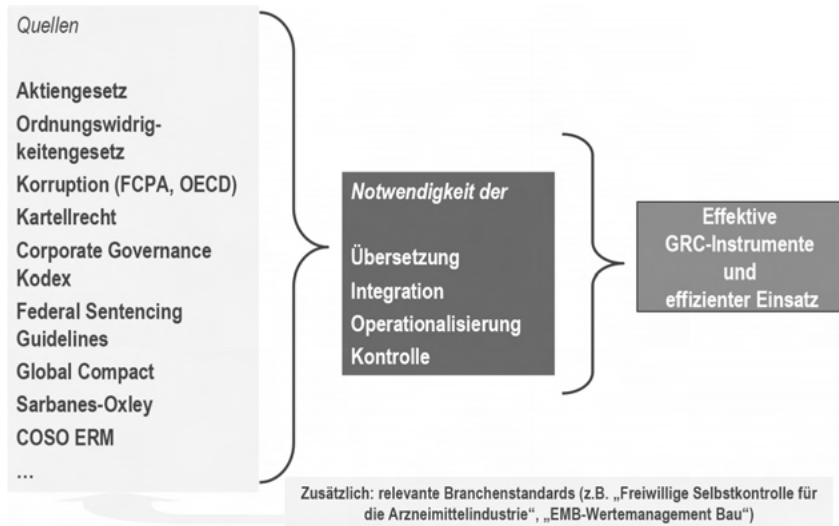 Quellen
Aktiengesetz
Ordnungswidrig-
keitengesetz
Korruption (FCPA, OECD)
Kartellrecht
Corporate Governance
Kodex
Federal Sentencing
Guidelines
Global Compact
Sarbanes-Oxley
COSO ERM
...
Notwendigkeit der
Übersetzung
Integration
Operationalisierung
Kontrolle
Effektive
GRC-Instrumente
und
effizienter Einsatz
Zusätzlich: relevante Branchenstandards (z.B. „Freiwillige Selbstkontrolle für
die Arzneimittelindustrie“, „EMB-Wertemanagement Bau“)